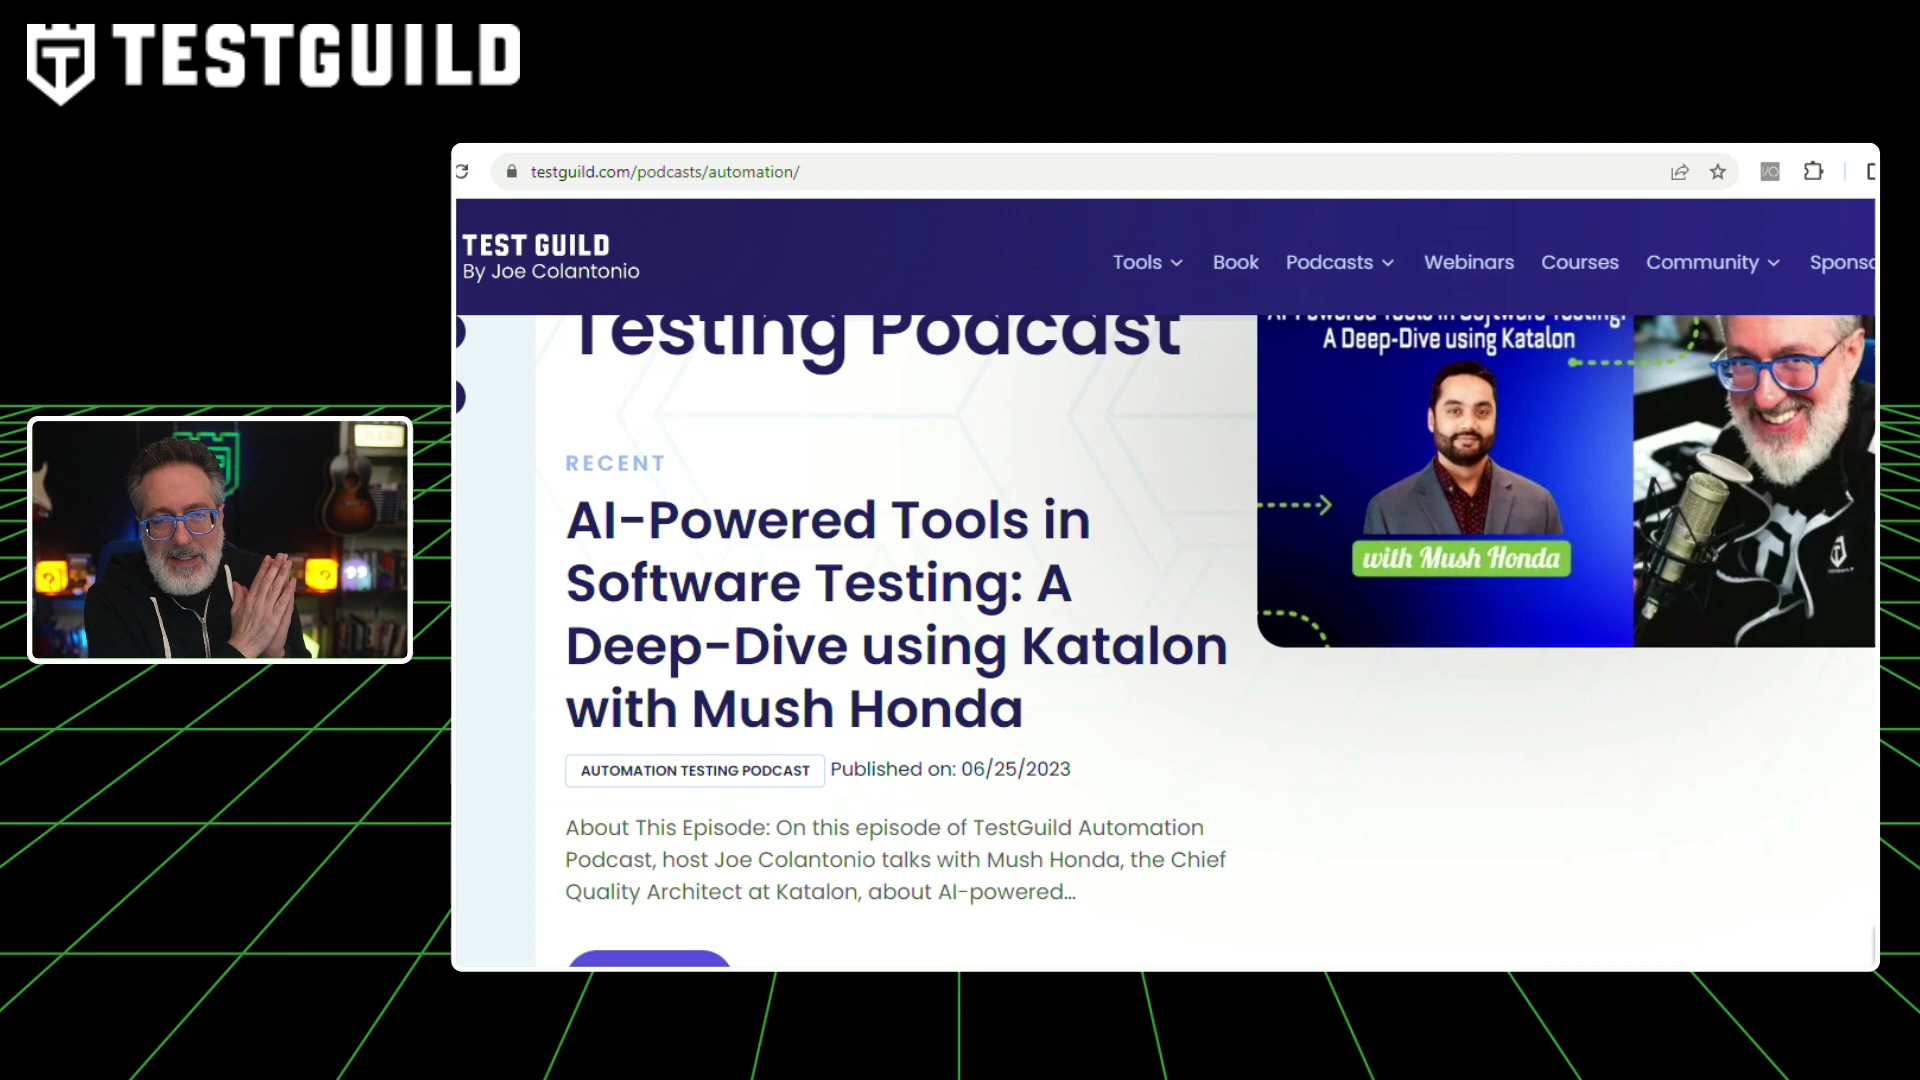 TESTGUILD
testguild.com/podcasts/automation/
TEST GUILD
By Joe Colantonio
Tools
Book
Podcasts
Webinars
Courses
Community
Testing Podcast
A Deep-Dive using Katalon
with Mush Honda
RECENT
AI-Powered Tools in
Software Testing: A
Deep-Dive using Katalon
with Mush Honda
AUTOMATION TESTING PODCAST
Published on: 06/25/2023
About This Episode: On this episode of TestGuild Automation
Podcast, host Joe Colantonio talks with Mush Honda, the Chief
Quality Architect at Katalon, about AI-powered...